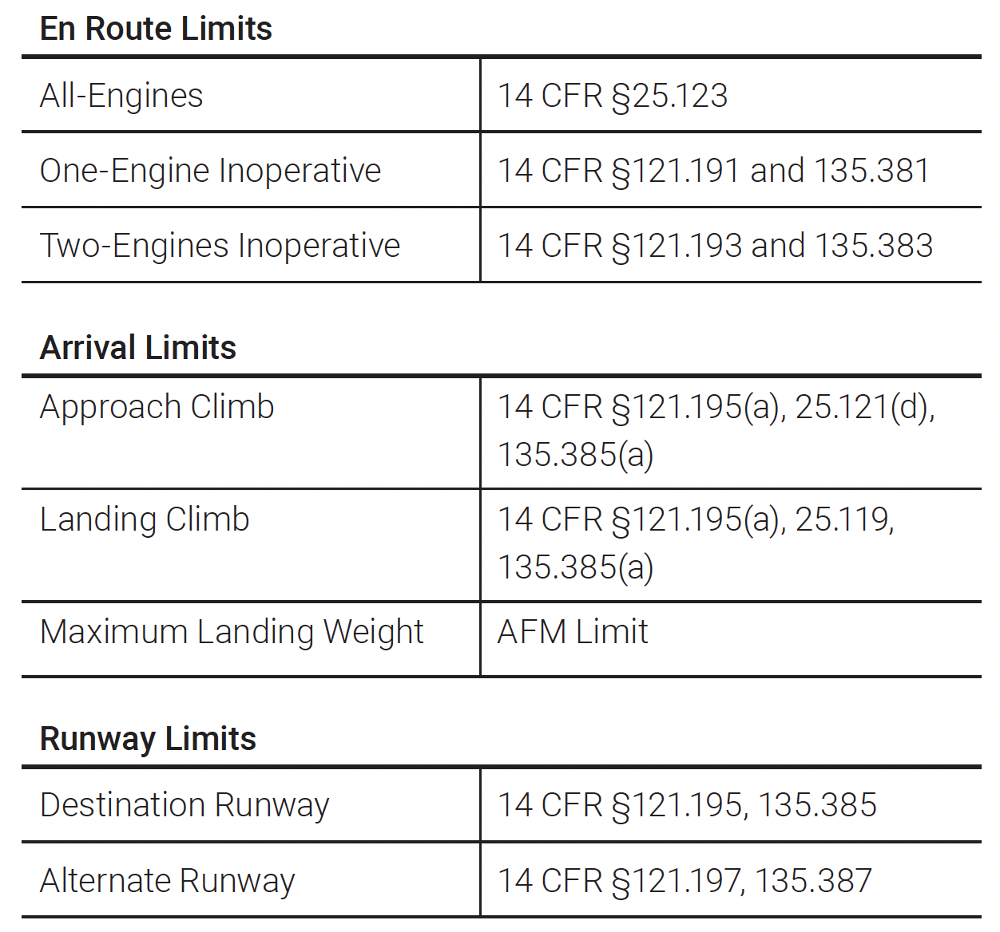 En Route Limits
All-Engines 14 CFR §25.123
One-Engine Inoperative 14 CFR §121.191 and 135.381
Two-Engines Inoperative 14 CFR §121.193 and 135.383
Arrival Limits
Approach Climb 14 CFR §121.195(a), 25.121(d),
135.385(a)
Landing Climb 14 CFR §121.195(a), 25.119,
135.385(a)
Maximum Landing Weight AFM Limit
Runway Limits
Destination Runway 14 CFR §121.195, 135.385
Alternate Runway 14 CFR §121.197, 135.387